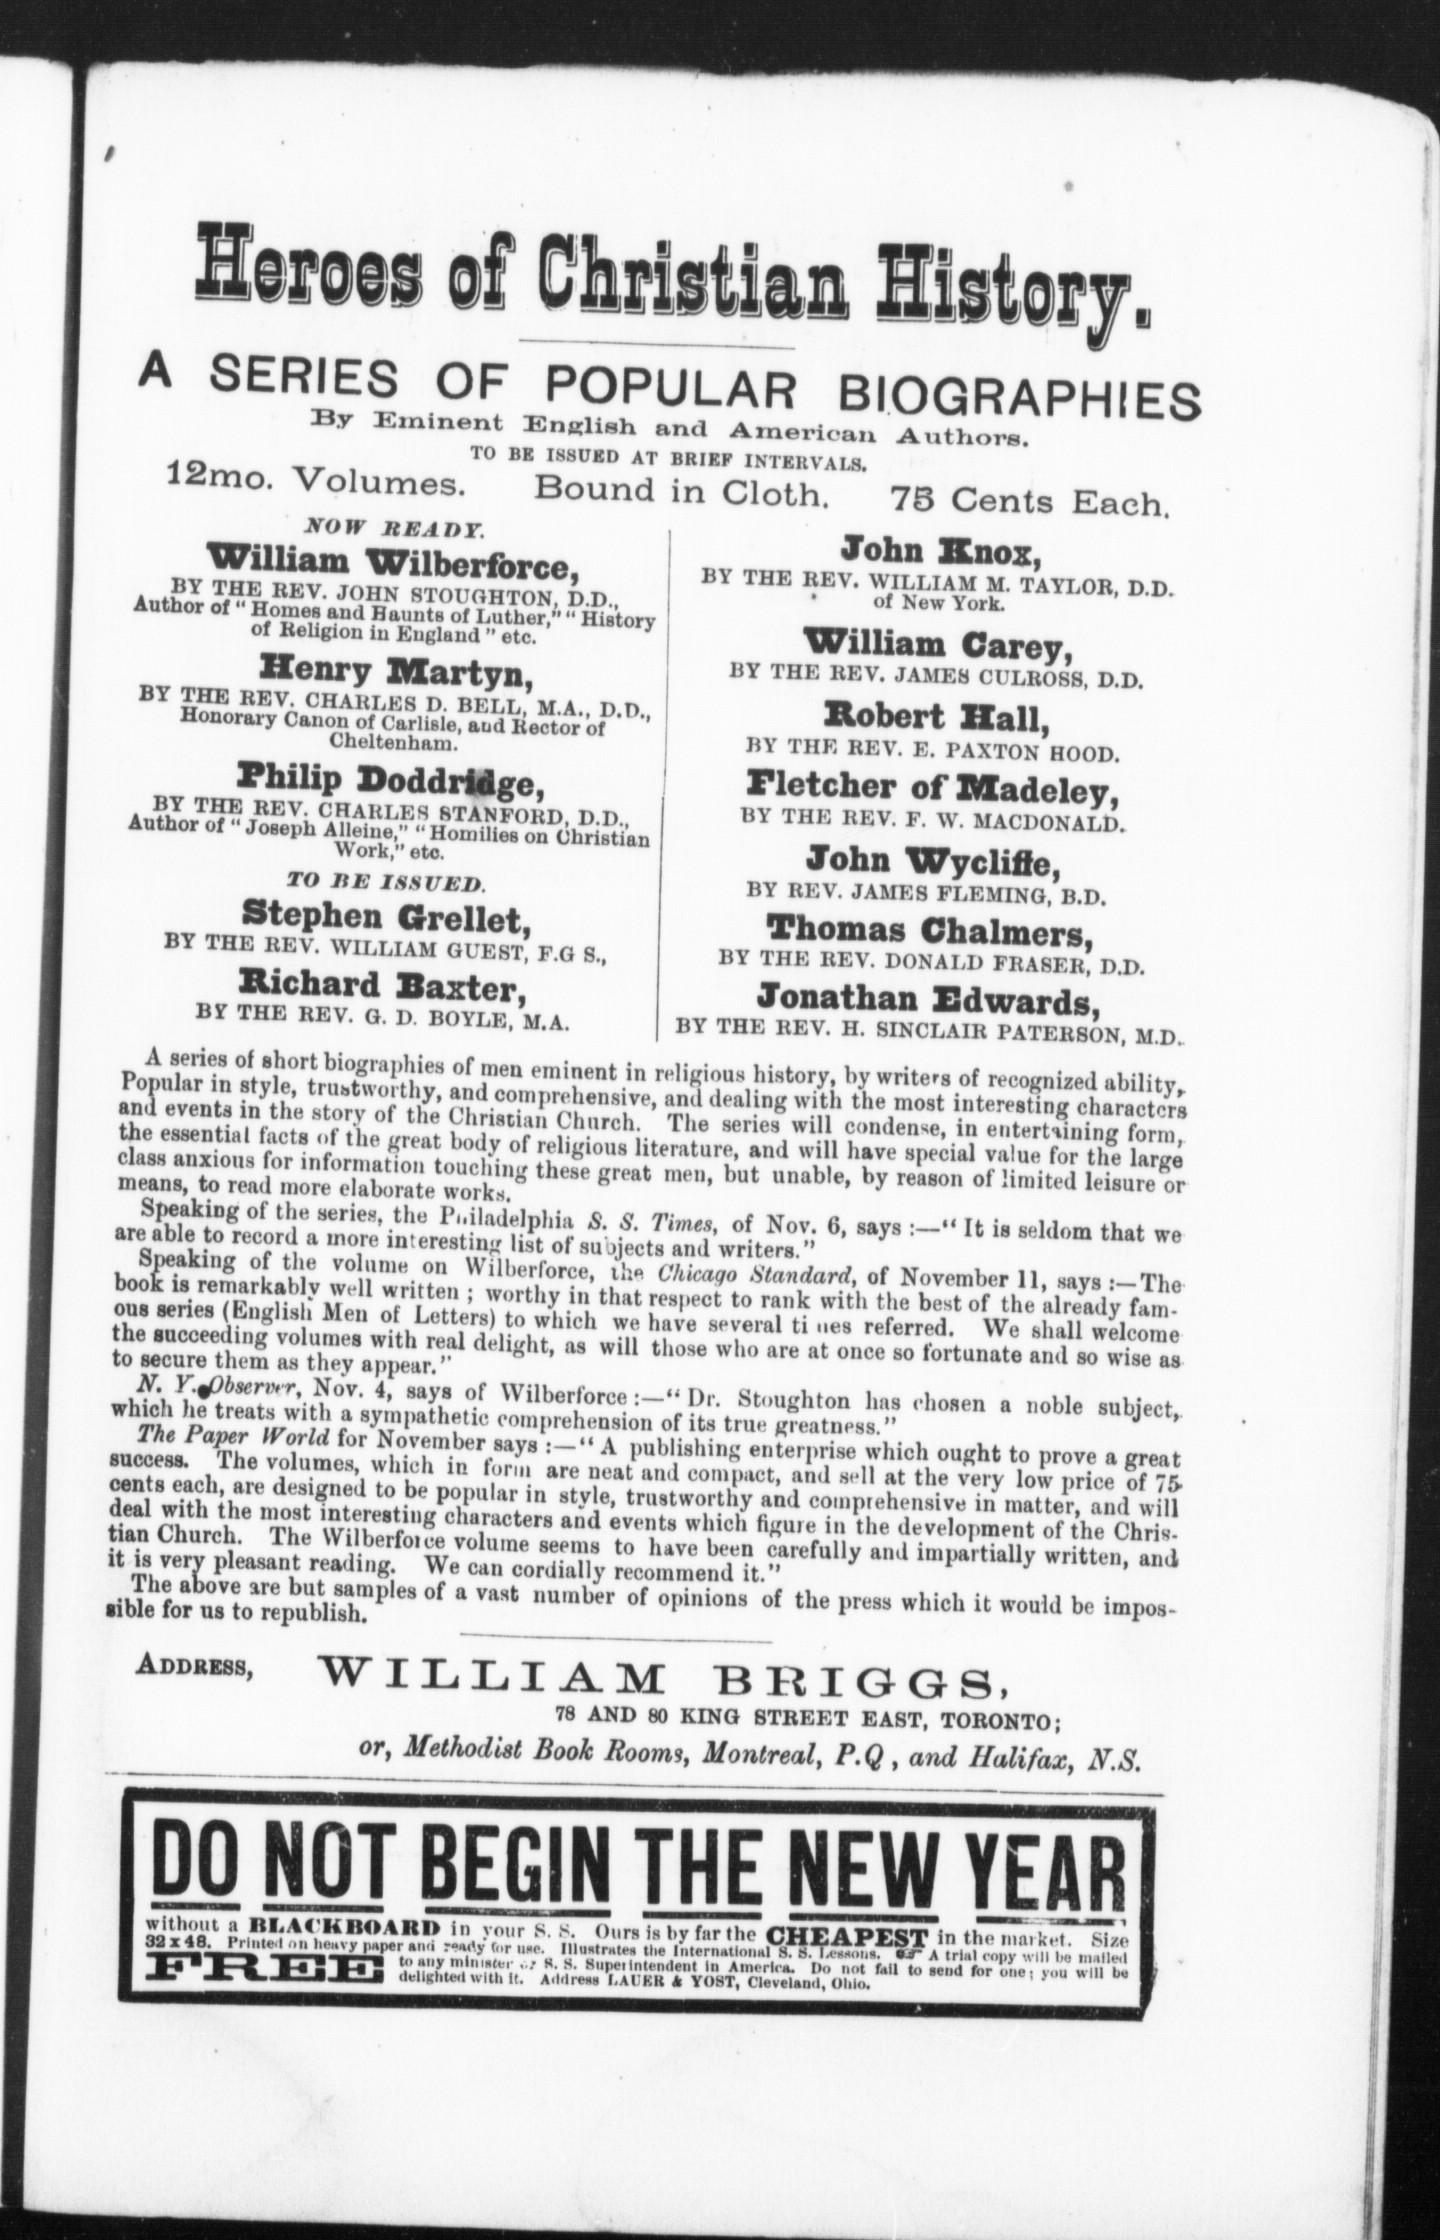 Heroes of Christian History.
A SERIES OF POPULAR BIOGRAPHIES
By Eminent English and American Authors.
TO BE ISSUED AT BRIEF INTERVALS.
12mo. Volumes. Bound in Cloth. 75 Cents Each.
NOW READY.
William Wilberforce,
BY THE REV. JOHN STOUGHTON, D.D.,
Author of "Homes and Haunts of Luther," "History
of Religion in England" etc.
Henry Martyn,
BY THE REV. CHARLES D. BELL, M.A., D.D.,
Honorary Canon of Carlisle, and Rector of
Cheltenham.
Philip Doddridge,
BY THE REV. CHARLES STANFORD, D.D.,
Author of "Joseph Alleine," "Homilies on Christian
Work," etc.
TO BE ISSUED.
Stephen Grellet,
BY THE REV. WILLIAM GUEST, F.G S.,
Richard Baxter,
BY THE REV. G. D. BOYLE, M.A.
John Knox,
BY THE REV. WILLIAM M. TAYLOR, D.D.
of New York.
William Carey,
BY THE REV. JAMES CULROSS, D.D.
Robert Hall,
BY THE REV. E. PAXTON HOOD.
Fletcher of Madeley,
BY THE REV. F. W. MACDONALD.
John Wycliffe,
BY REV. JAMES FLEMING, B.D.
Thomas Chalmers,
BY THE REV. DONALD FRASER, D.D.
Jonathan Edwards,
BY THE REV. H. SINCLAIR PATERSON, M.D.
A series of short biographies of men eminent in religious history, by writers of recognized ability,
Popular in style, trustworthy, and comprehensive, and dealing with the most interesting characters
and events in the story of the Christian Church. The series will condense, in entertaining form,
the essential facts of the great body of religious literature, and will have special value for the large
class anxious for information touching these great men, but unable, by reason of limited leisure or
means, to read more elaborate works.
Speaking of the series, the Philadelphia S. S. Times, of Nov. 6, says :—"It is seldom that we
are able to record a more interesting list of subjects and writers."
Speaking of the volume on Wilberforce, the Chicago Standard, of November 11, says :—The
book is remarkably well written ; worthy in that respect to rank with the best of the already fam-
ous series (English Men of Letters) to which we have several times referred. We shall welcome
the succeeding volumes with real delight, as will those who are at once so fortunate and so wise as
to secure them as they appear."
N. Y. Observer, Nov. 4, says of Wilberforce :—"Dr. Stoughton has chosen a noble subject,
which he treats with a sympathetic comprehension of its true greatness."
The Paper World for November says :—"A publishing enterprise which ought to prove a great
success. The volumes, which in form are neat and compact, and sell at the very low price of 75
cents each, are designed to be popular in style, trustworthy and comprehensive in matter, and will
deal with the most interesting characters and events which figure in the development of the Chris-
tian Church. The Wilberforce volume seems to have been carefully and impartially written, and
it is very pleasant reading. We can cordially recommend it."
The above are but samples of a vast number of opinions of the press which it would be impos-
sible for us to republish.
ADDRESS, WILLIAM BRIGGS,
78 AND 80 KING STREET EAST, TORONTO;
or, Methodist Book Rooms, Montreal, P.Q , and Halifax, N.S.
DO NOT BEGIN THE NEW YEAR
without a BLACKBOARD in your S. S. Ours is by far the CHEAPEST in the market. Size
32 x 48. Printed on heavy paper and ready for use. Illustrates the International S. S. Lessons. ☞ A trial copy will be mailed
FREE to any minister or S. S. Superintendent in America. Do not fail to send for one; you will be
delighted with it. Address LAUER & YOST, Cleveland, Ohio.